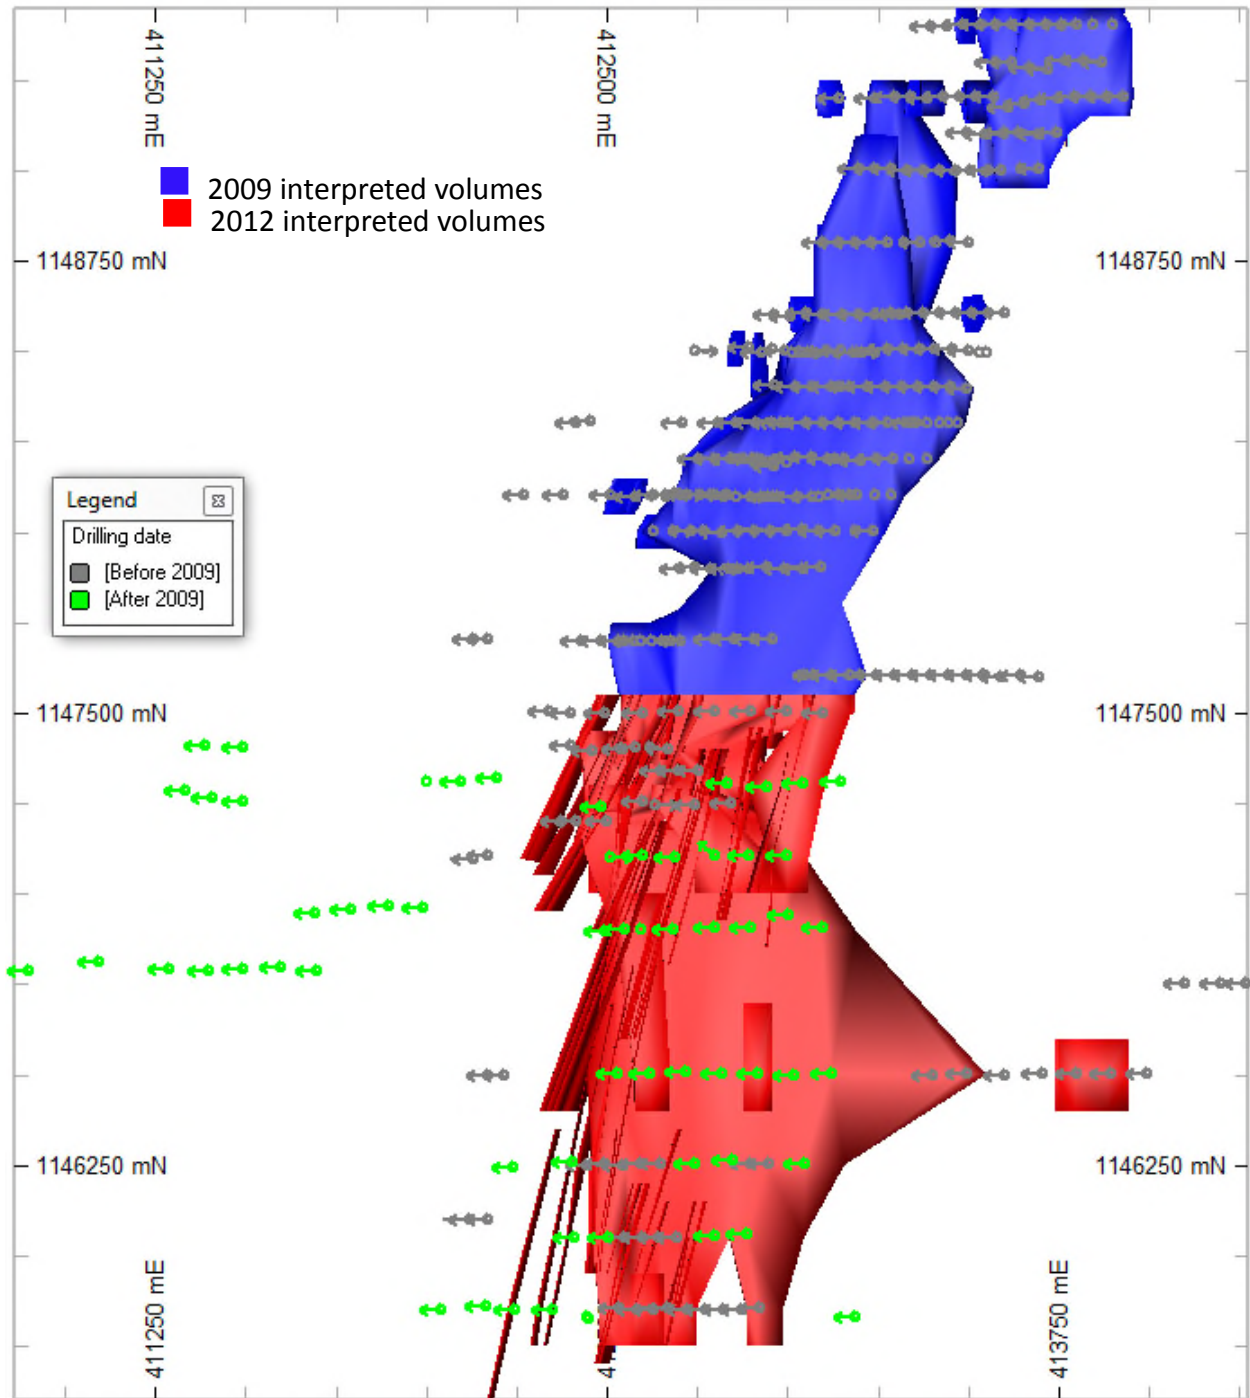 411250 mE
412500 mE
2009 interpreted volumes
2012 interpreted volumes
1148750 mN
1148750 mN
Legend
Drilling date
[Before 2009]
[After 2009]
1147500 mN
1147500 mN
1146250 mN
1146250 mN
411250 mE
413750 mE